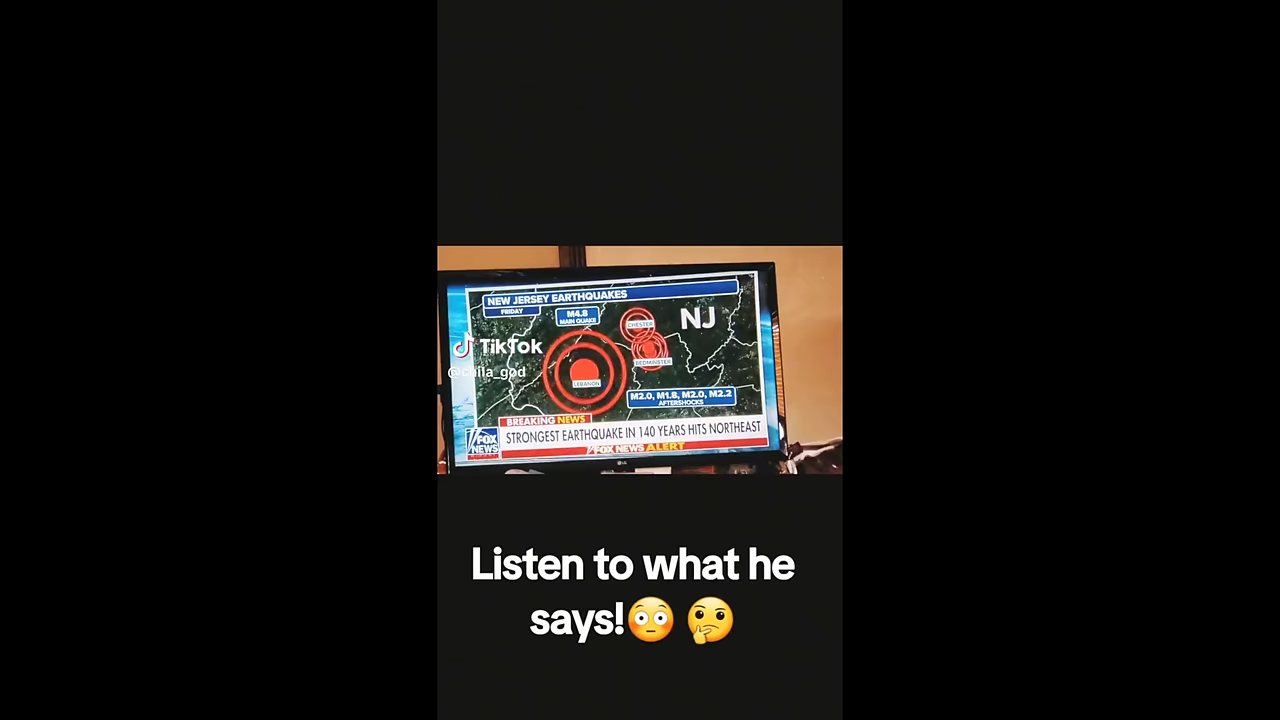 NEW JERSEY EARTHQUAKES
FRIDAY
M4.8
MAIN QUAKE
CHESTER
NJ
BEDMINSTER
LEBANON
TikTok
@chila_god
M2.0, M1.8, M2.0, M2.2
AFTERSHOCKS
BREAKING NEWS
STRONGEST EARTHQUAKE IN 140 YEARS HITS NORTHEAST
FOX
NEWS
FOX NEWS ALERT
LG
Listen to what he
says!😳 🤔